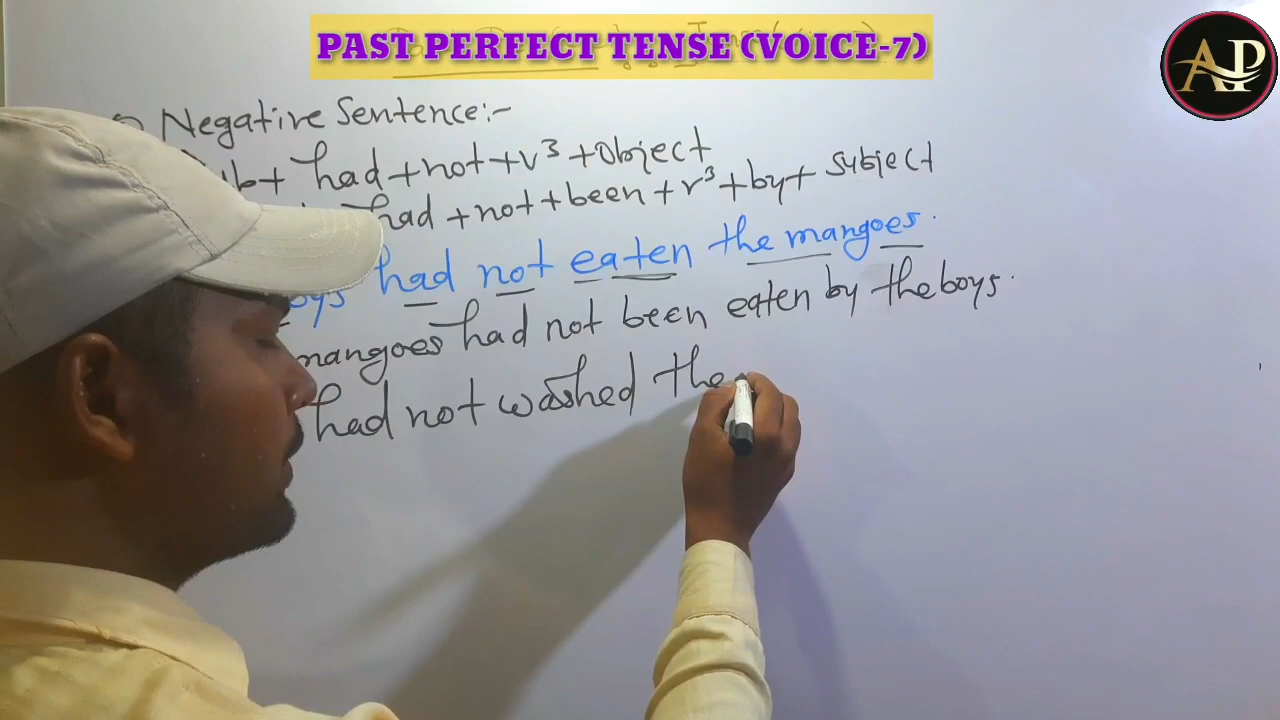 PAST PERFECT TENSE (VOICE-7)
AP
Negative Sentence:-
had + not + v3 + Object
had + not + been + v3 + by + subject
had not eaten the mangoes.
mangoes had not been eaten by the boys.
had not washed the